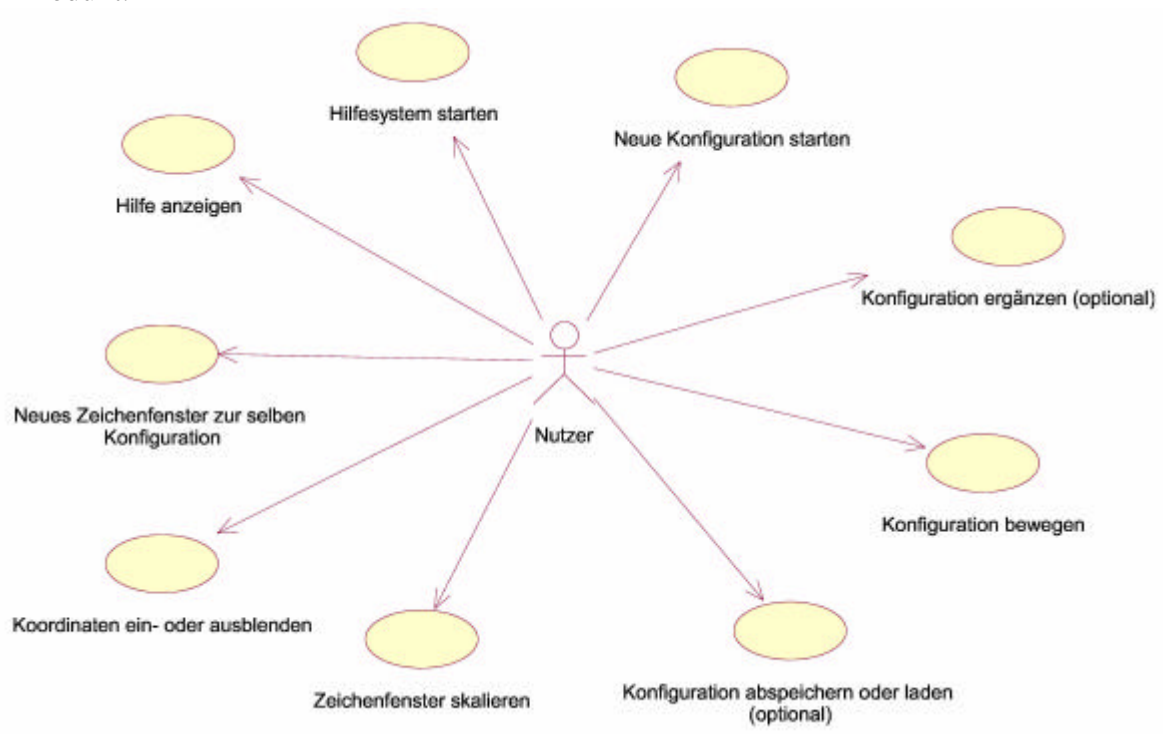 Hilfesystem starten
Neue Konfiguration starten
Hilfe anzeigen
Konfiguration ergänzen (optional)
Neues Zeichenfenster zur selben
Konfiguration
Nutzer
Konfiguration bewegen
Koordinaten ein- oder ausblenden
Zeichenfenster skalieren
Konfiguration abspeichern oder laden
(optional)